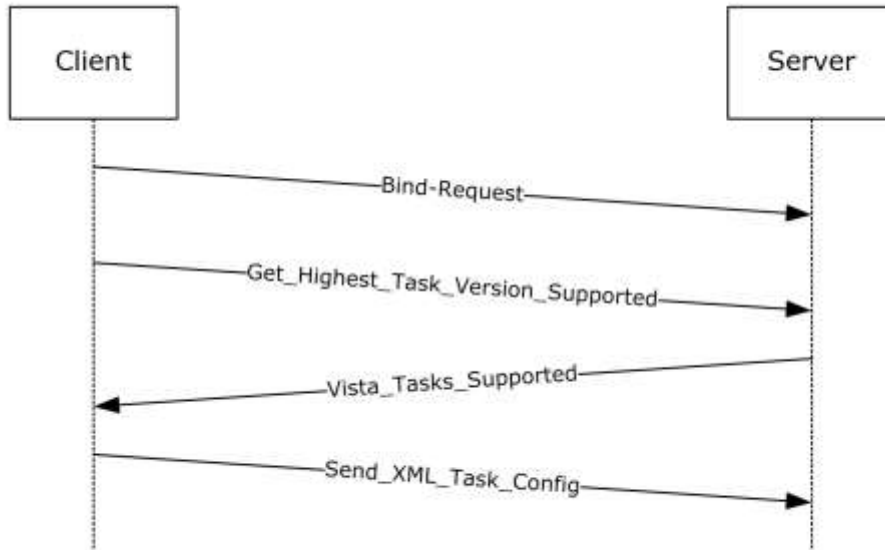 Client
Server
Bind-Request
Get_Highest_Task_Version_Supported
Vista_Tasks_Supported
Send_XML_Task_Config